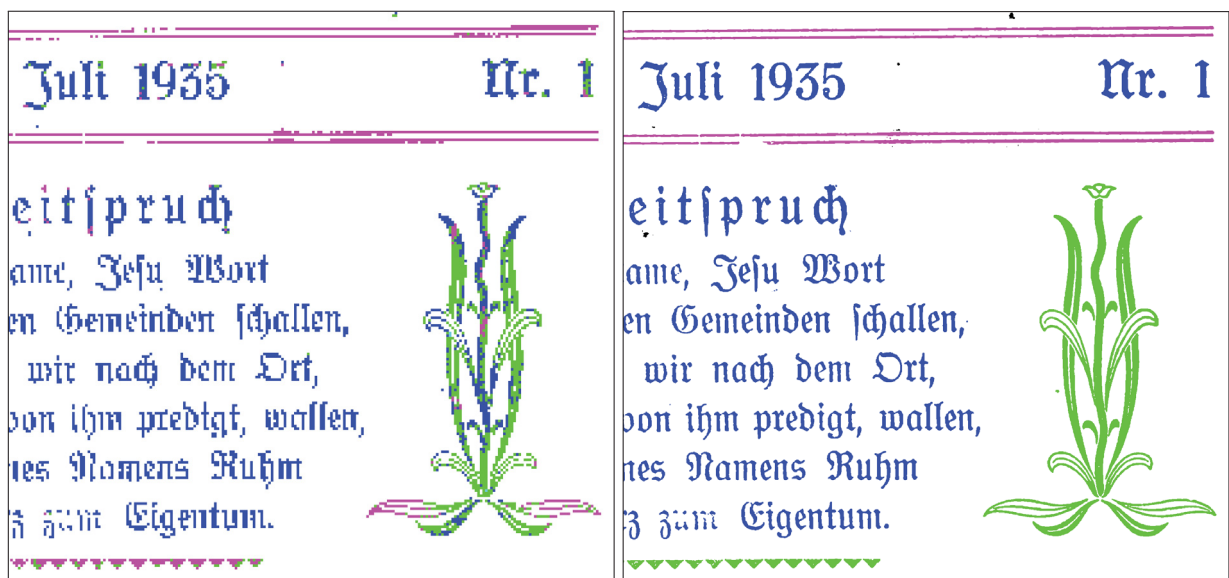 Juli 1935 Nr. 1
eitſpruch
ame, Jeſu Wort
en Gemeinden ſchallen,
wir nach dem Ort,
von ihm predigt, wallen,
nes Namens Ruhm
z zum Eigentum.
Juli 1935 Nr. 1
eitſpruch
ame, Jeſu Wort
en Gemeinden ſchallen,
wir nach dem Ort,
von ihm predigt, wallen,
nes Namens Ruhm
z zum Eigentum.